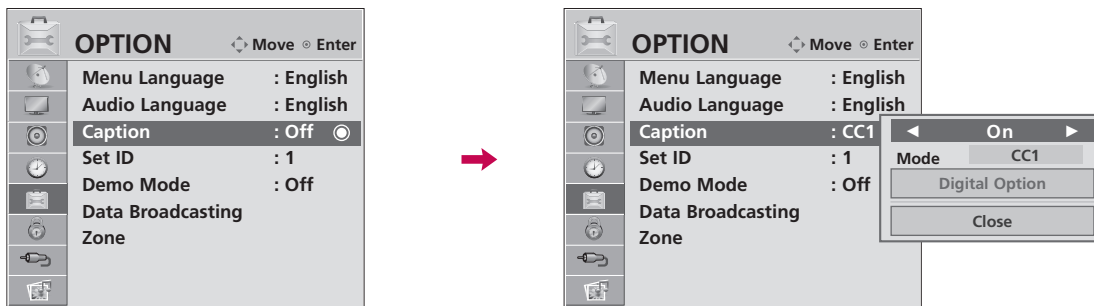 OPTION Move Enter
Menu Language : English
Audio Language : English
Caption : Off
Set ID : 1
Demo Mode : Off
Data Broadcasting
Zone
OPTION Move Enter
Menu Language : English
Audio Language : English
Caption : CC1
Set ID : 1
Demo Mode : Off
Data Broadcasting
Zone
◄ On ►
Mode CC1
Digital Option
Close